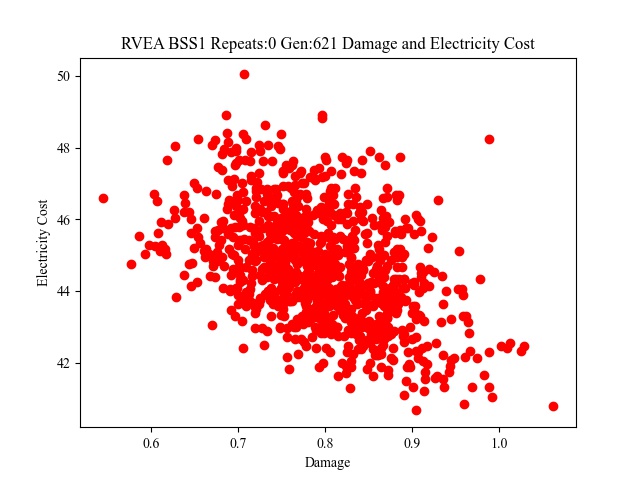 RVEA BSS1 Repeats:0 Gen:621 Damage and Electricity Cost
50
48
46
44
42
Electricity Cost
0.6 0.7 0.8 0.9 1.0
Damage